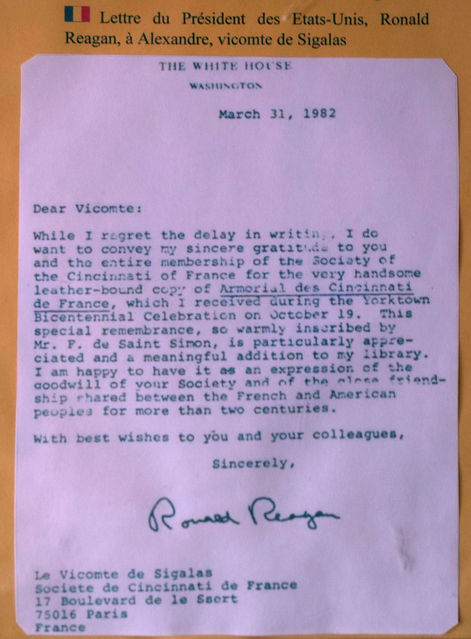 Lettre du Président des Etats-Unis, Ronald
Reagan, à Alexandre, vicomte de Sigalas
THE WHITE HOUSE
WASHINGTON
March 31, 1982
Dear Vicomte:
While I regret the delay in writing, I do
want to convey my sincere gratitude to you
and the entire membership of the Society of
the Cincinnati of France for the very handsome
leather-bound copy of Armorial des Cincinnati
de France, which I received during the Yorktown
Bicentennial Celebration on October 19. This
special remembrance, so warmly inscribed by
Mr. F. de Saint Simon, is particularly appre-
ciated and a meaningful addition to my library.
I am happy to have it as an expression of the
goodwill of your Society and of the close friend-
ship shared between the French and American
peoples for more than two centuries.
With best wishes to you and your colleagues,
Sincerely,
Ronald Reagan
Le Vicomte de Sigalas
Societe de Cincinnati de France
17 Boulevard de le Ssort
75016 Paris
France